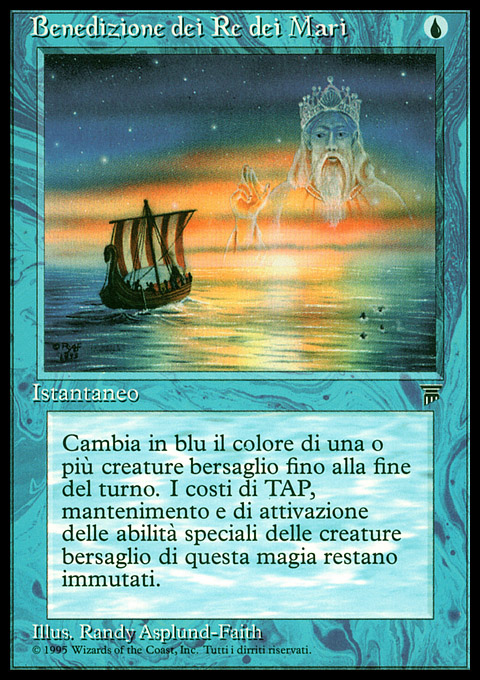 Benedizione dei Re dei Mari
Istantaneo
Cambia in blu il colore di una o
più creature bersaglio fino alla fine
del turno. I costi di TAP,
mantenimento e di attivazione
delle abilità speciali delle creature
bersaglio di questa magia restano
immutati.
Illus. Randy Asplund-Faith
© 1995 Wizards of the Coast, Inc. Tutti i dirriti riservati.